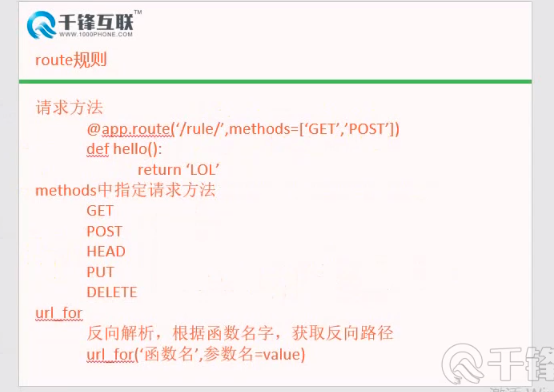 千锋互联™
WWW.1000PHONE.COM
route规则
请求方法
@app.route(‘/rule/’,methods=[‘GET’,‘POST’])
def hello():
return ‘LOL’
methods中指定请求方法
GET
POST
HEAD
PUT
DELETE
url_for
反向解析，根据函数名字，获取反向路径
url_for(‘函数名’,参数名=value)
千锋